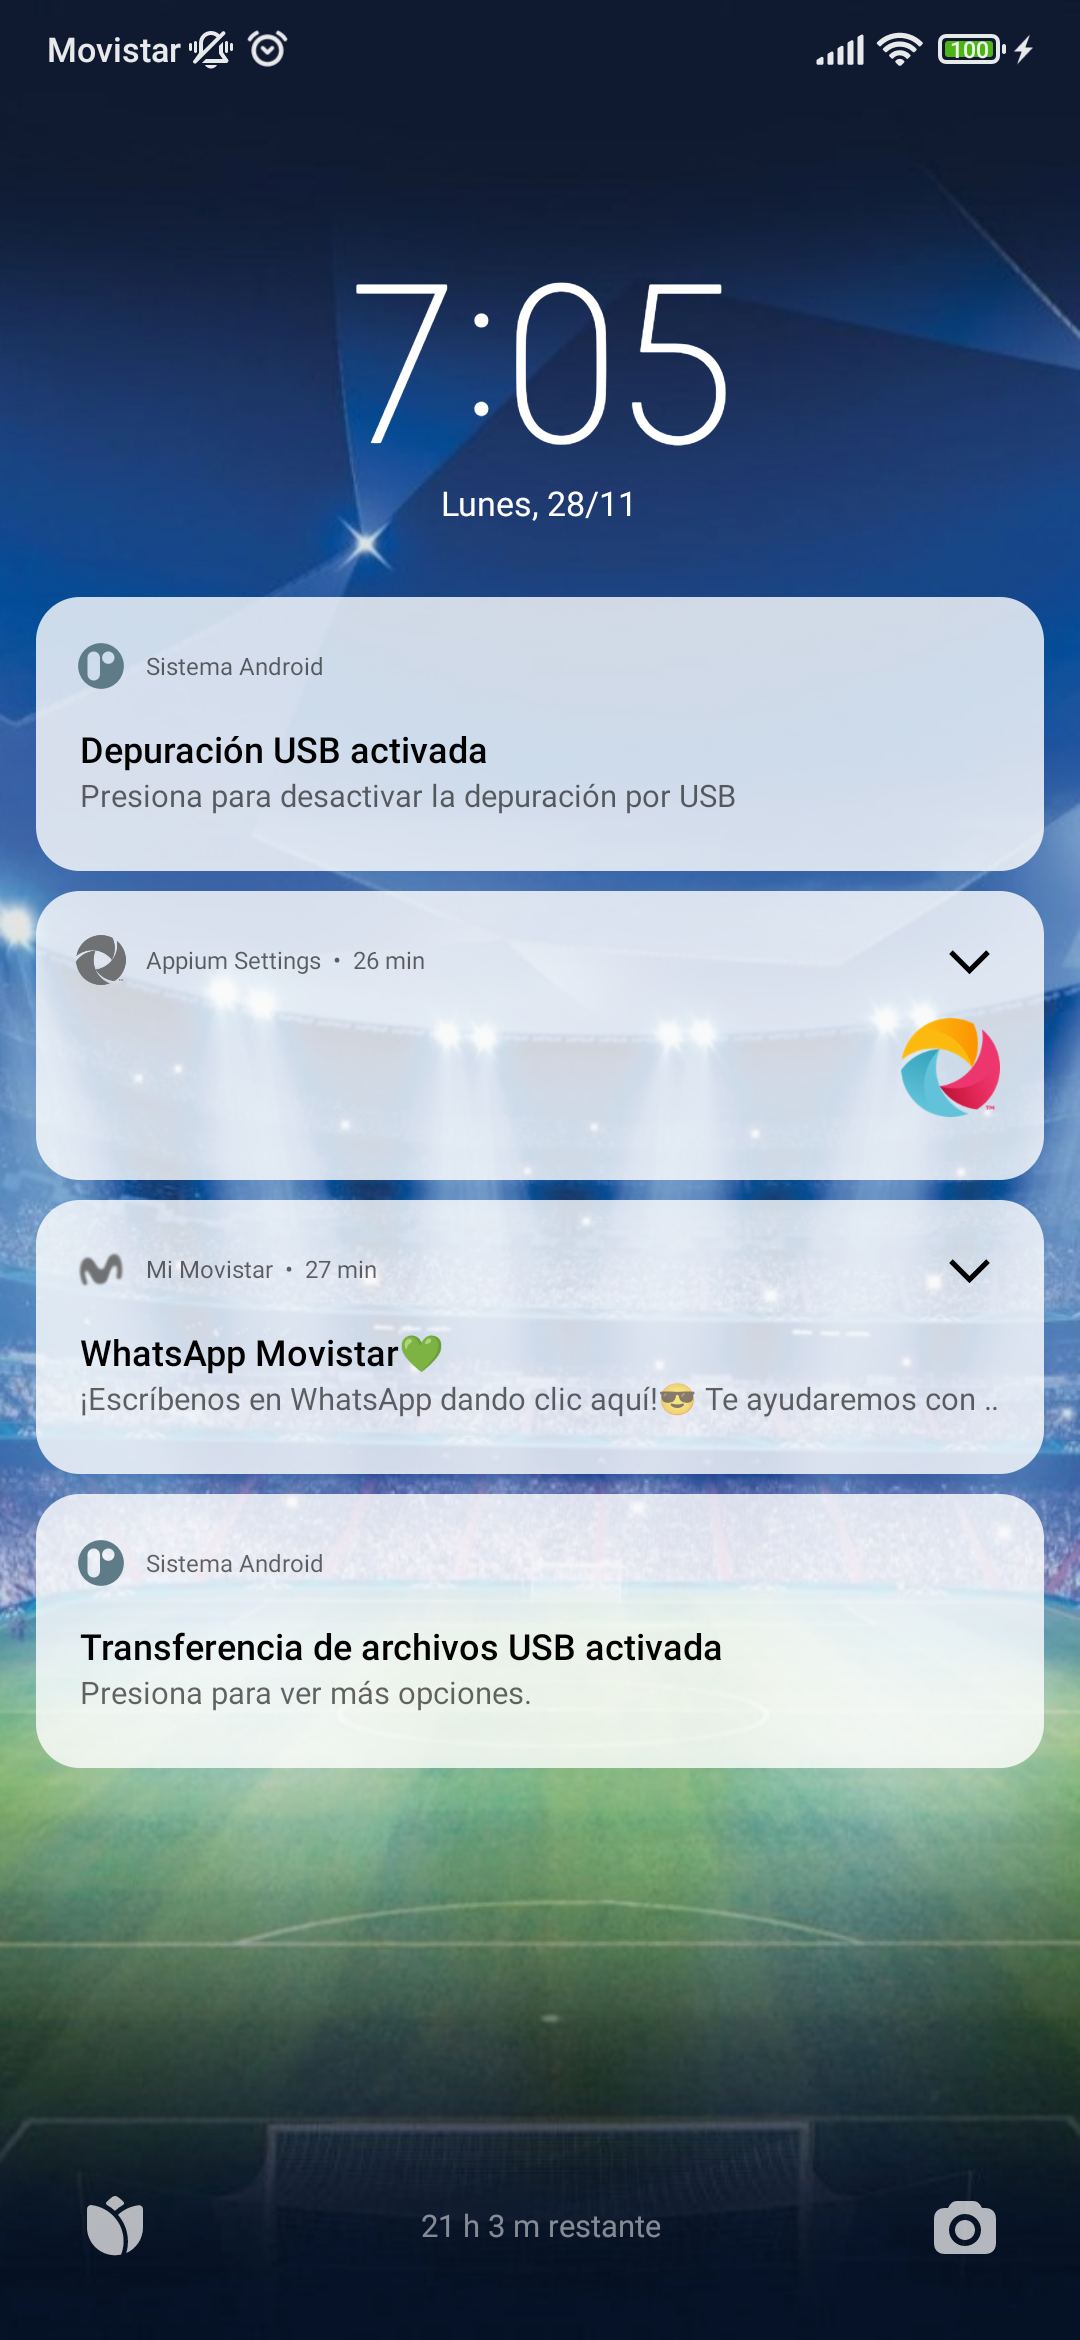 Movistar
100
7:05
Lunes, 28/11
Sistema Android
Depuración USB activada
Presiona para desactivar la depuración por USB
Appium Settings • 26 min
Mi Movistar • 27 min
WhatsApp Movistar💚
¡Escríbenos en WhatsApp dando clic aquí!😎 Te ayudaremos con ..
Sistema Android
Transferencia de archivos USB activada
Presiona para ver más opciones.
21 h 3 m restante